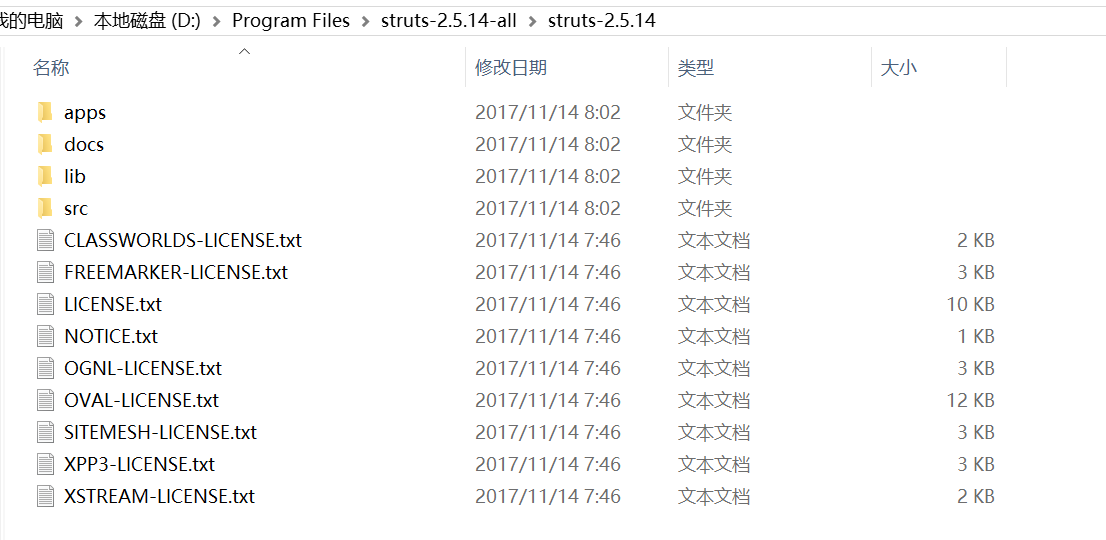 我的电脑 > 本地磁盘 (D:) > Program Files > struts-2.5.14-all > struts-2.5.14
名称 修改日期 类型 大小
apps 2017/11/14 8:02 文件夹
docs 2017/11/14 8:02 文件夹
lib 2017/11/14 8:02 文件夹
src 2017/11/14 8:02 文件夹
CLASSWORLDS-LICENSE.txt 2017/11/14 7:46 文本文档 2 KB
FREEMARKER-LICENSE.txt 2017/11/14 7:46 文本文档 3 KB
LICENSE.txt 2017/11/14 7:46 文本文档 10 KB
NOTICE.txt 2017/11/14 7:46 文本文档 1 KB
OGNL-LICENSE.txt 2017/11/14 7:46 文本文档 3 KB
OVAL-LICENSE.txt 2017/11/14 7:46 文本文档 12 KB
SITEMESH-LICENSE.txt 2017/11/14 7:46 文本文档 3 KB
XPP3-LICENSE.txt 2017/11/14 7:46 文本文档 3 KB
XSTREAM-LICENSE.txt 2017/11/14 7:46 文本文档 2 KB